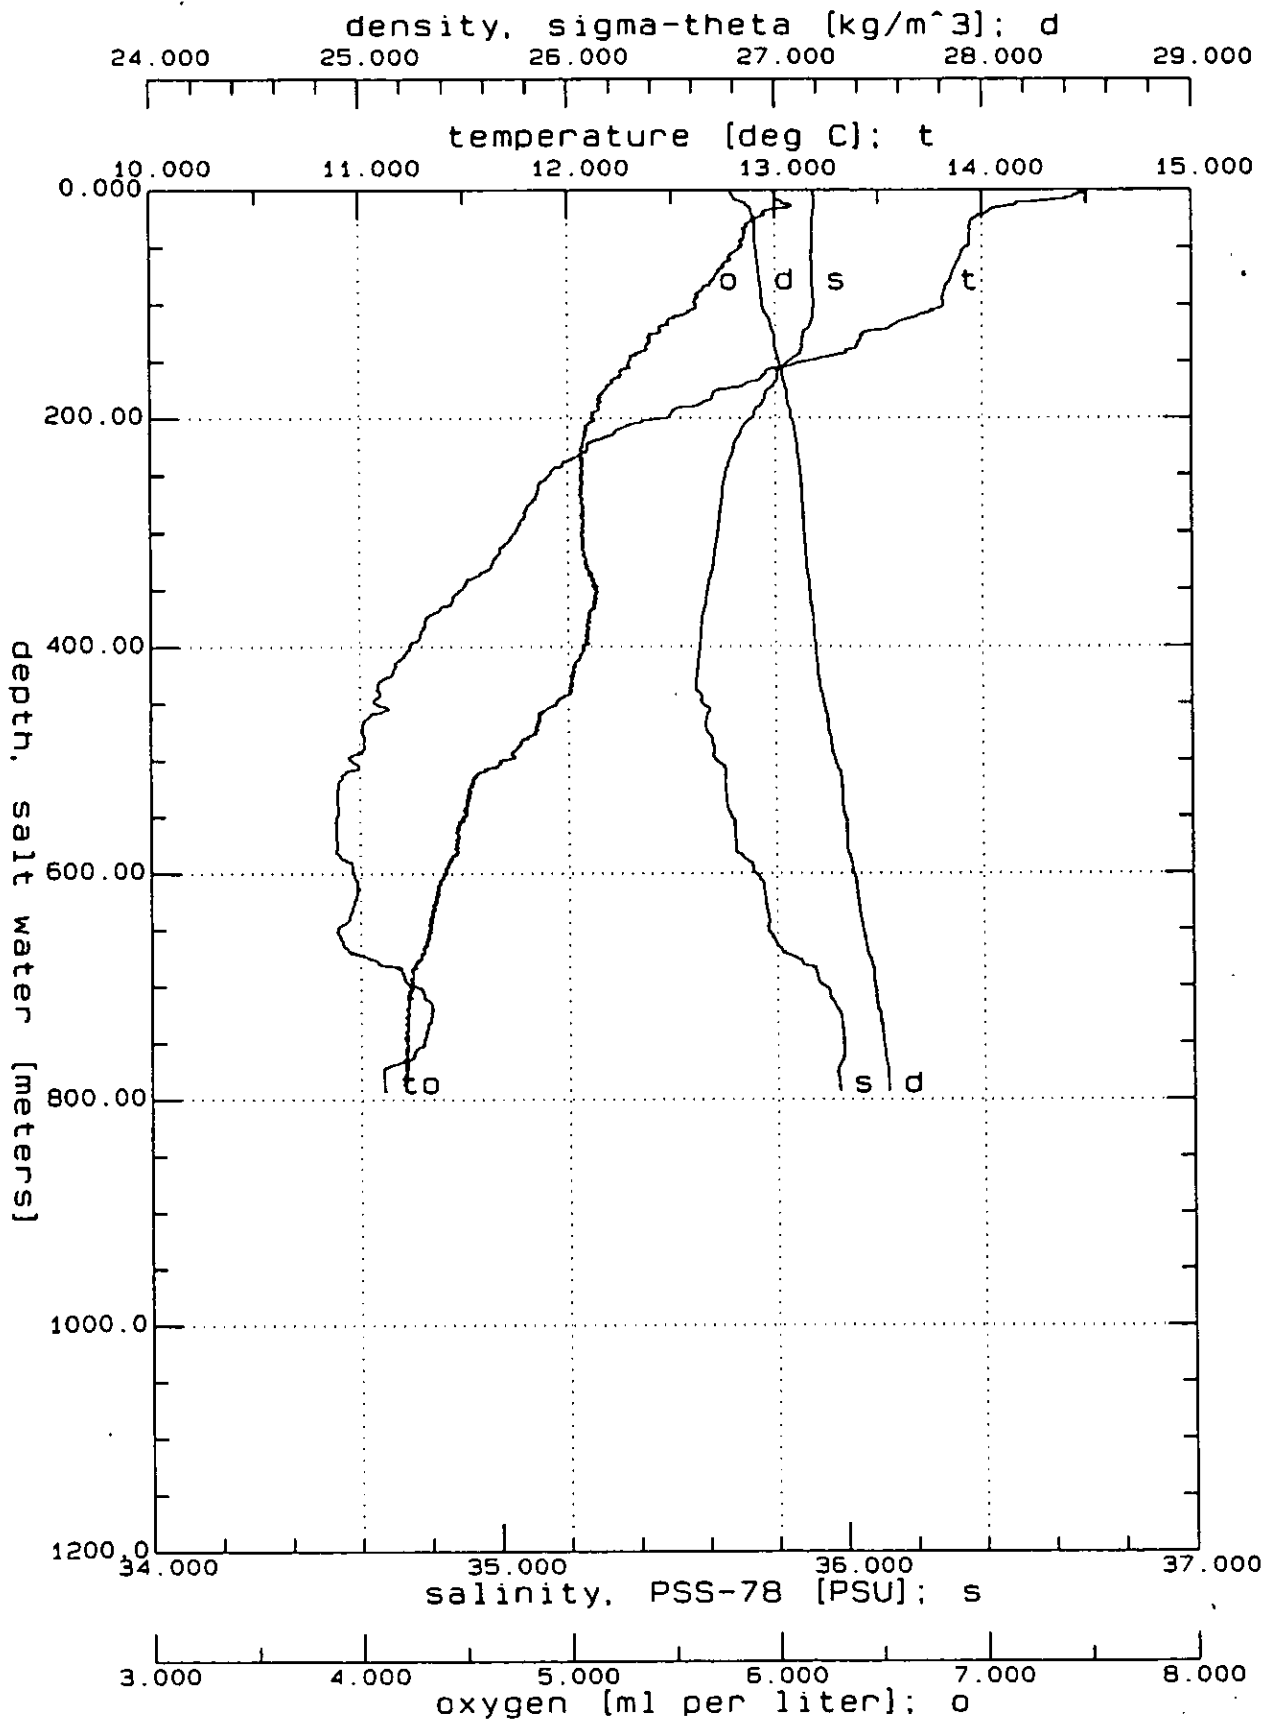 density, sigma-theta [kg/m^3]; d
24.000 25.000 26.000 27.000 28.000 29.000
temperature [deg C]; t
10.000 11.000 12.000 13.000 14.000 15.000
0.000
o d s t
200.00
400.00
depth, salt water [meters]
600.00
to s d
800.00
1000.0
1200.0
34.000 35.000 36.000 37.000
salinity, PSS-78 [PSU]; s
3.000 4.000 5.000 6.000 7.000 8.000
oxygen [ml per liter]; o